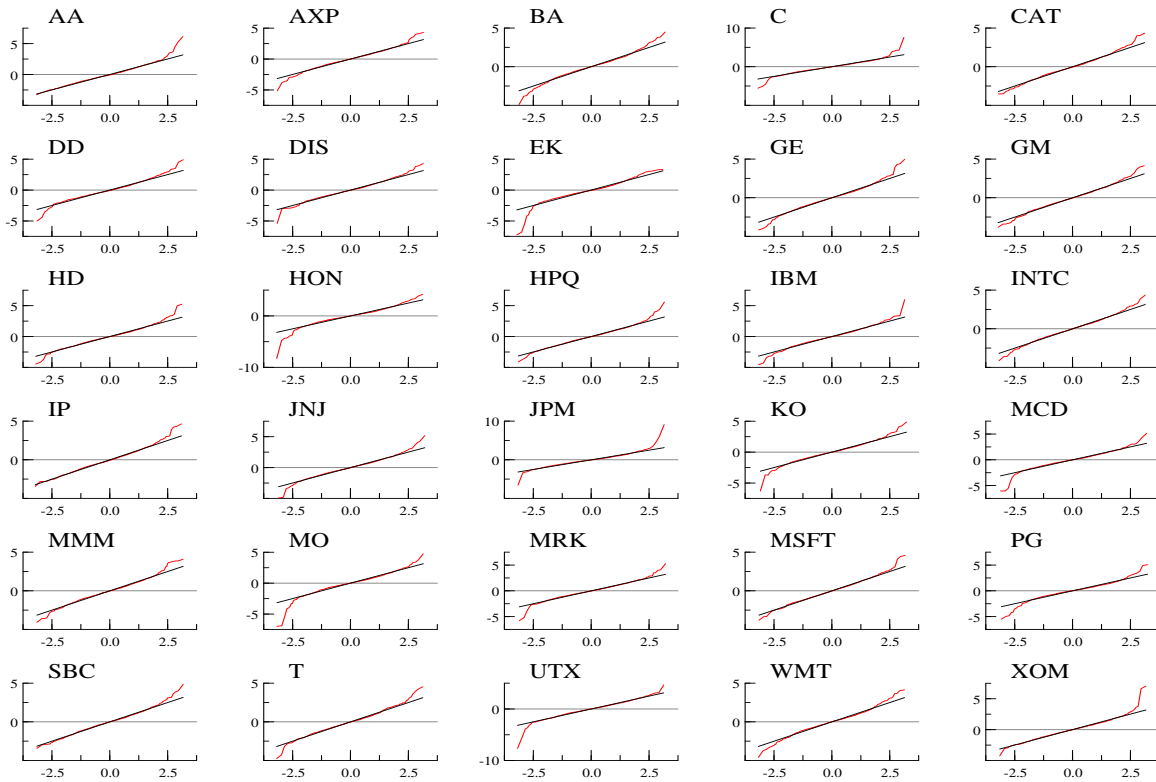 AA AXP BA C CAT
5 5 5 10 5
0 0 0 0 0
-5
-2.5 0.0 2.5 -2.5 0.0 2.5 -2.5 0.0 2.5 -2.5 0.0 2.5 -2.5 0.0 2.5
DD DIS EK GE GM
5 5 5 5 5
0 0 0 0 0
-5 -5 -5
-2.5 0.0 2.5 -2.5 0.0 2.5 -2.5 0.0 2.5 -2.5 0.0 2.5 -2.5 0.0 2.5
HD HON HPQ IBM INTC
5 5 5 5
0 0 0 0 0
-10
-2.5 0.0 2.5 -2.5 0.0 2.5 -2.5 0.0 2.5 -2.5 0.0 2.5 -2.5 0.0 2.5
IP JNJ JPM KO MCD
5 5 10 5 5
0 0 0 0 0
-5 -5
-2.5 0.0 2.5 -2.5 0.0 2.5 -2.5 0.0 2.5 -2.5 0.0 2.5 -2.5 0.0 2.5
MMM MO MRK MSFT PG
5 5 5 5 5
0 0 0 0 0
-5 -5 -5
-2.5 0.0 2.5 -2.5 0.0 2.5 -2.5 0.0 2.5 -2.5 0.0 2.5 -2.5 0.0 2.5
SBC T UTX WMT XOM
5 5 5 5
0 0 0 0 0
-10
-2.5 0.0 2.5 -2.5 0.0 2.5 -2.5 0.0 2.5 -2.5 0.0 2.5 -2.5 0.0 2.5